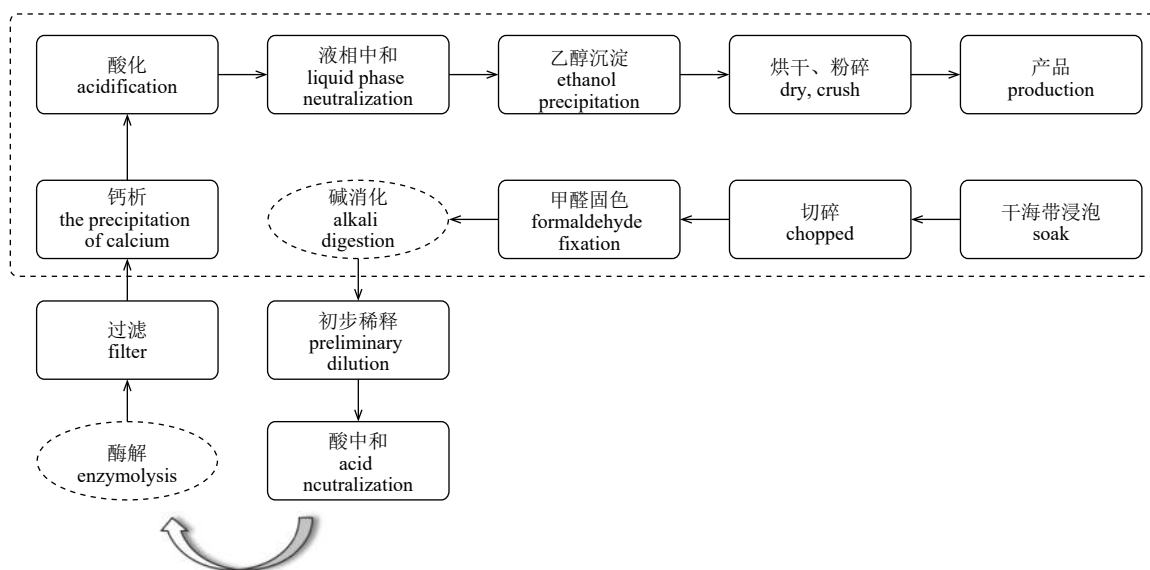 酸化
acidification
液相中和
liquid phase
neutralization
乙醇沉淀
ethanol
precipitation
烘干、粉碎
dry, crush
产品
production
钙析
the precipitation
of calcium
碱消化
alkali
digestion
甲醛固色
formaldehyde
fixation
切碎
chopped
干海带浸泡
soak
过滤
filter
初步稀释
preliminary
dilution
酶解
enzymolysis
酸中和
acid
ncutralization